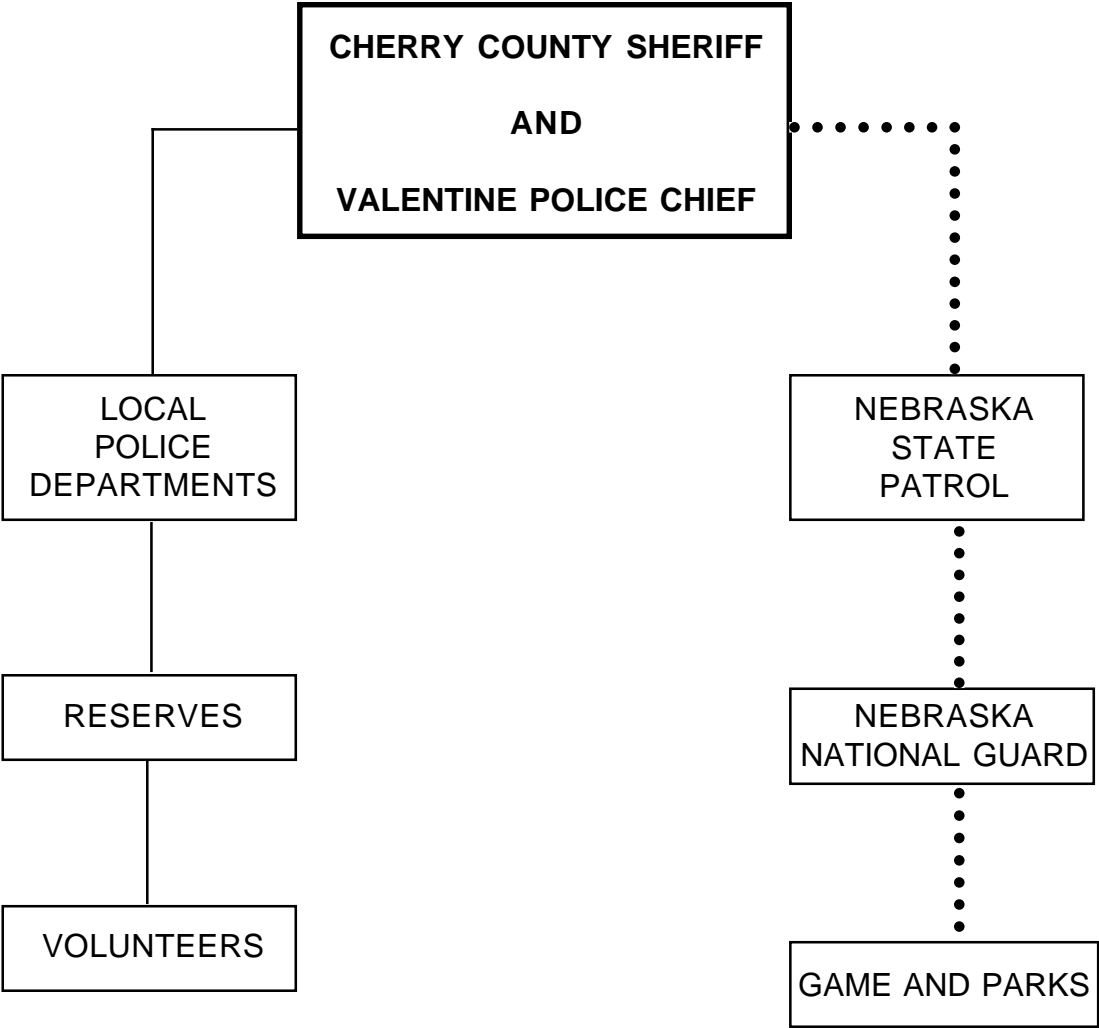 CHERRY COUNTY SHERIFF
AND
VALENTINE POLICE CHIEF
LOCAL
POLICE
DEPARTMENTS
RESERVES
VOLUNTEERS
NEBRASKA
STATE
PATROL
NEBRASKA
NATIONAL GUARD
GAME AND PARKS